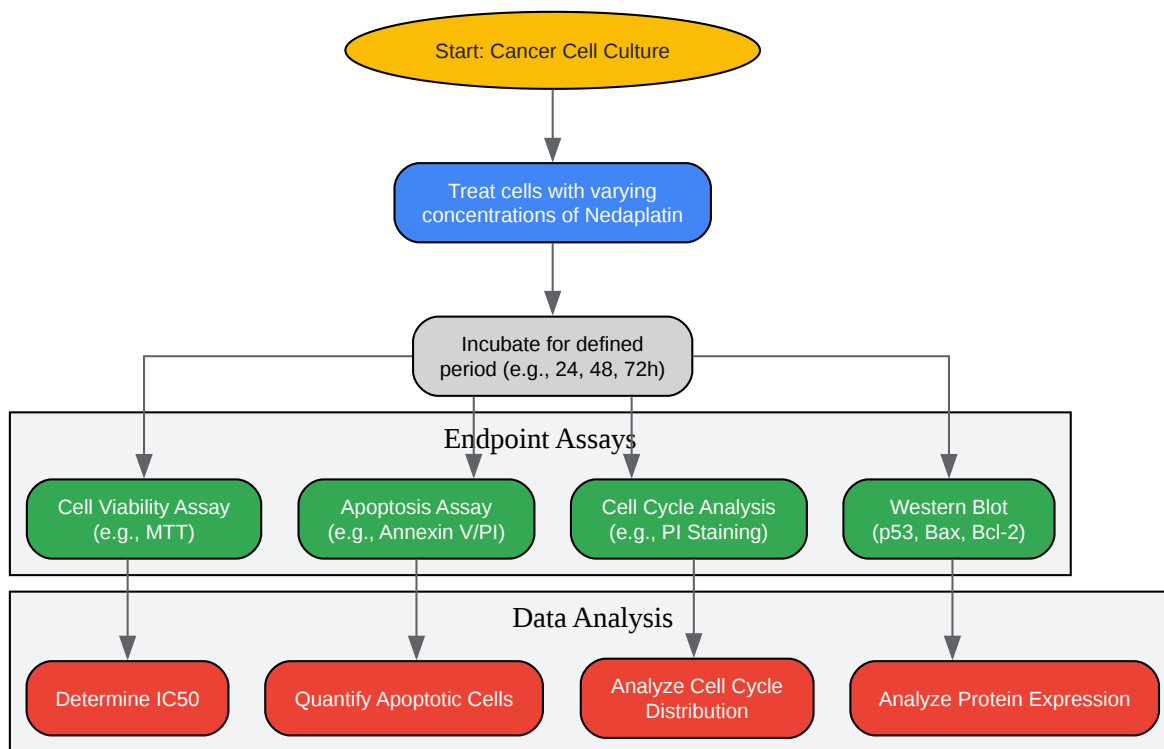 Start: Cancer Cell Culture
Treat cells with varying
concentrations of Nedaplatin
Incubate for defined
period (e.g., 24, 48, 72h)
Endpoint Assays
Cell Viability Assay
(e.g., MTT)
Apoptosis Assay
(e.g., Annexin V/PI)
Cell Cycle Analysis
(e.g., PI Staining)
Western Blot
(p53, Bax, Bcl-2)
Data Analysis
Determine IC50
Quantify Apoptotic Cells
Analyze Cell Cycle
Distribution
Analyze Protein Expression